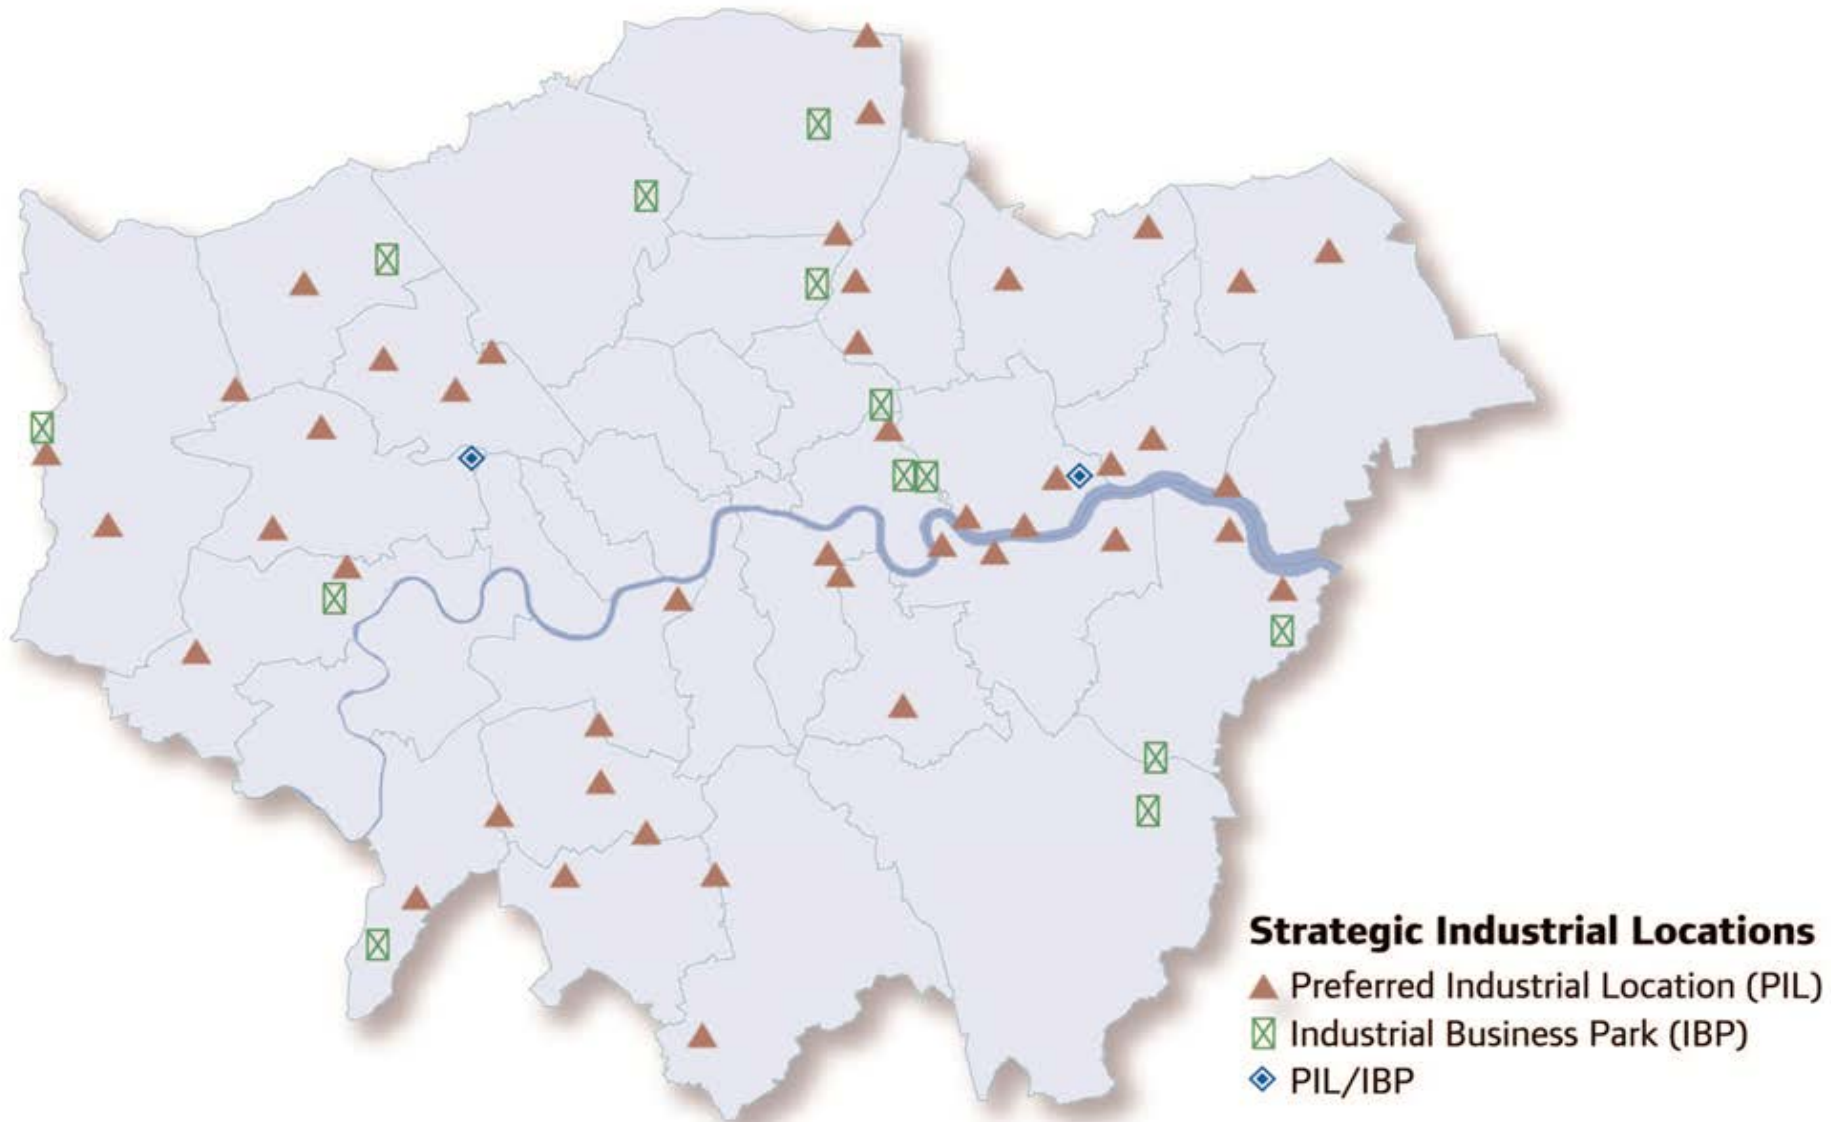 Strategic Industrial Locations
Preferred Industrial Location (PIL)
Industrial Business Park (IBP)
PIL/IBP